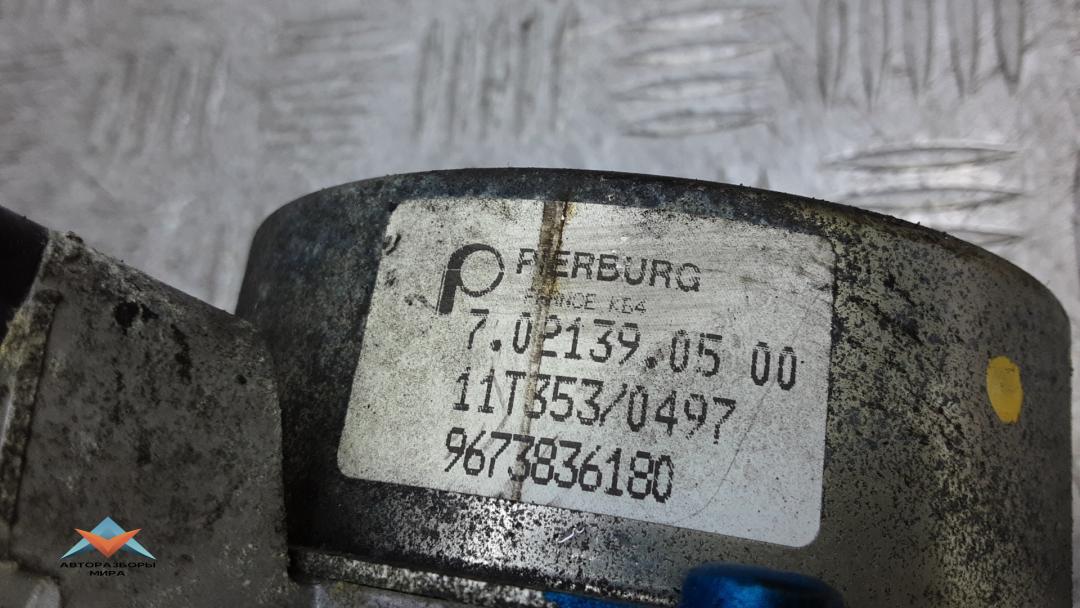 PIERBURG
FRANCE KB4
7.02139.05 00
11T353/0497
9673836180
АВТОРАЗБОРЫ
МИРА